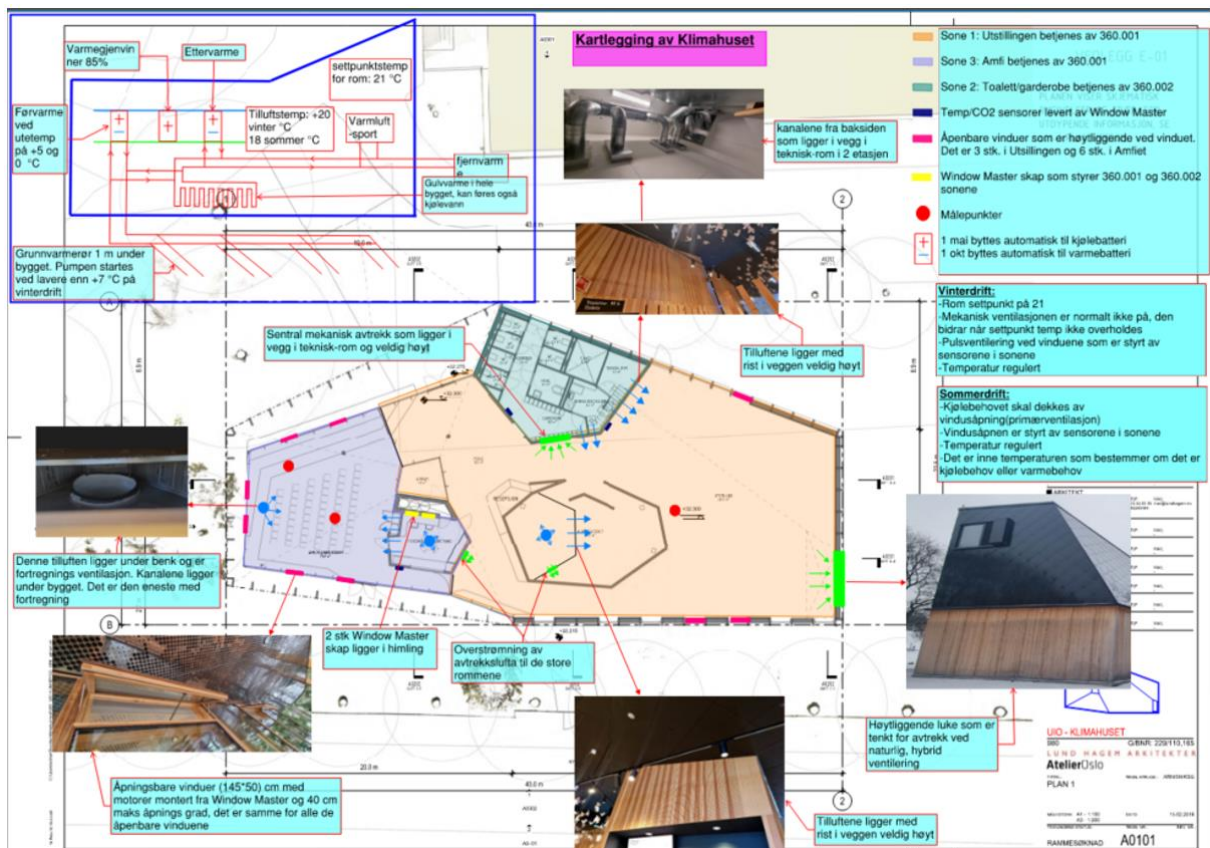 Kartlegging av Klimahuset
Varmegjenvin
ner 85%
Ettervarme
settpunktstemp
for rom: 21 °C
Førvarme
ved
utetemp
på +5 og
0 °C
Tilluftstemp: +20
vinter °C
18 sommer °C
Varmluft
-sport
fjernvarm
e
Gulvvarme i hele
bygget, kan føres også
kjølevann
Grunnvarmerør 1 m under
bygget. Pumpen startes
ved lavere enn +7 °C på
vinterdrift
kanalene fra baksiden
som ligger i vegg i
teknisk-rom i 2 etasjen
Sone 1: Utstillingen betjenes av 360.001
Sone 3: Amfi betjenes av 360.001
Sone 2: Toalett/garderobe betjenes av 360.002
Temp/CO2 sensorer levert av Window Master
Åpenbare vinduer som er høytliggende ved vinduet.
Det er 3 stk. i Utsillingen og 6 stk. i Amfiet
Window Master skap som styrer 360.001 og 360.002
sonene
Målepunkter
1 mai byttes automatisk til kjølebatteri
1 okt byttes automatisk til varmebatteri
Vinterdrift:
-Rom settpunkt på 21
-Mekanisk ventilasjonen er normalt ikke på, den
bidrar når settpunkt temp ikke overholdes
-Pulsventilering ved vinduene som er styrt av
sensorene i sonene
-Temperatur regulert
Sommerdrift:
-Kjølebehovet skal dekkes av
vindusåpning(primærventilasjon)
-Vindusåpnen er styrt av sensorene i sonene
-Temperatur regulert
-Det er inne temperaturen som bestemmer om det er
kjølebehov eller varmebehov
Sentral mekanisk avtrekk som ligger i
vegg i teknisk-rom og veldig høyt
Tilluftene ligger med
rist i veggen veldig høyt
Denne tilluften ligger under benk og er
fortregnings ventilasjon. Kanalene ligger
under bygget. Det er den eneste med
fortregning
2 stk Window Master
skap ligger i himling
Overstrømning av
avtrekkslufta til de store
rommene
Høytliggende luke som er
tenkt for avtrekk ved
naturlig, hybrid
ventilering
Åpningsbare vinduer (145*50) cm med
motorer montert fra Window Master og 40 cm
maks åpnings grad, det er samme for alle de
åpenbare vinduene
Tilluftene ligger med
rist i veggen veldig høyt
1
2
A
B
2
20.0 m
UIO - KLIMAHUSET
LUND HAGEM ARKITEKTER
AtelierOslo
PLAN 1
RAMMESØKNAD
A0101